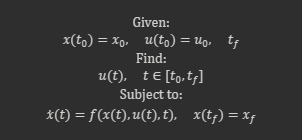 Given:
x(t₀) = x₀, u(t₀) = u₀, t_f
Find:
u(t), t ∈ [t₀, t_f]
Subject to:
ẋ(t) = f(x(t), u(t), t), x(t_f) = x_f